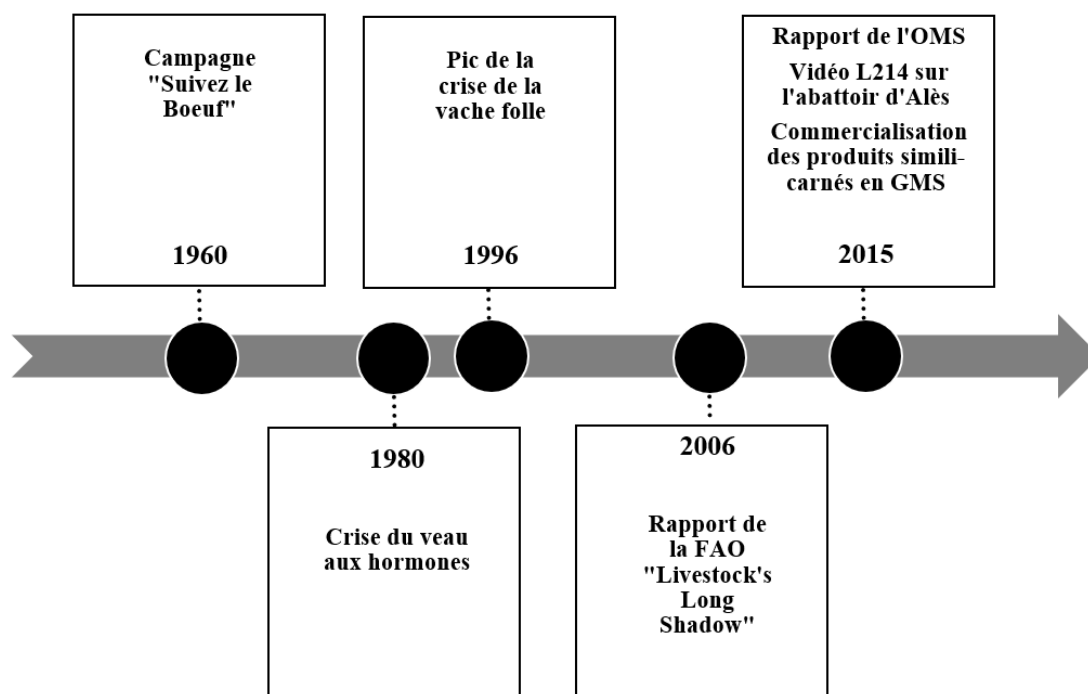 Campagne
"Suivez le
Boeuf"
1960
Pic de la
crise de la
vache folle
1996
Rapport de l'OMS
Vidéo L214 sur
l'abattoir d'Alès
Commercialisation
des produits simili-
carnés en GMS
2015
1980
Crise du veau
aux hormones
2006
Rapport de
la FAO
"Livestock's
Long
Shadow"